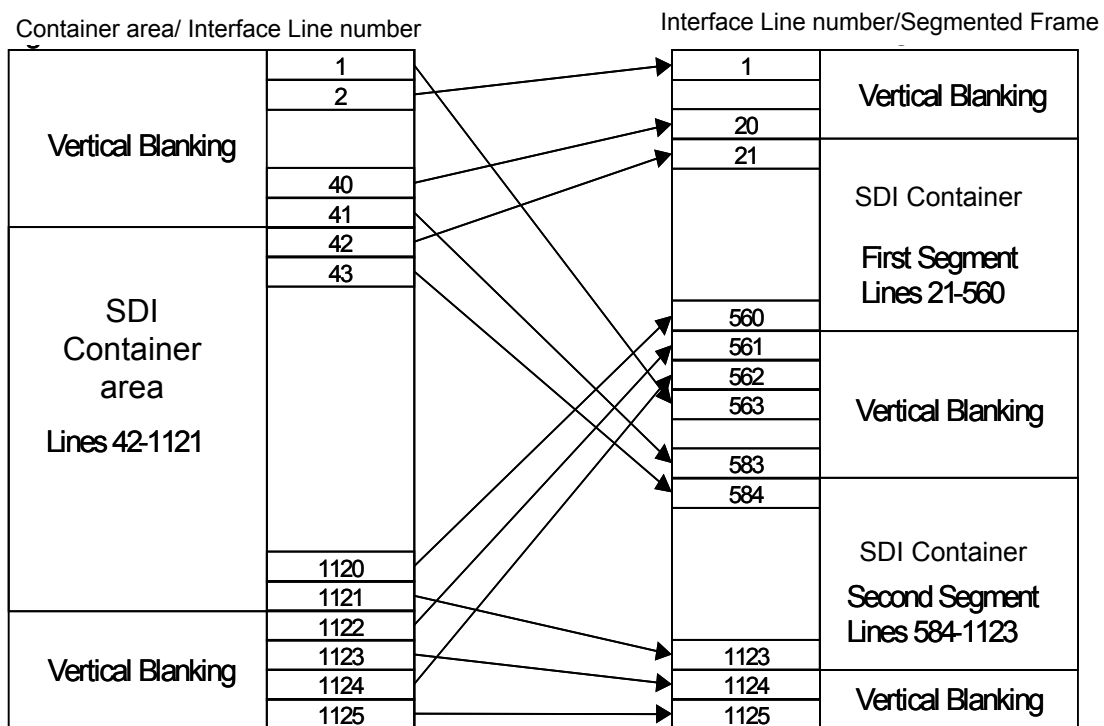 Container area/ Interface Line number
1
2
Vertical Blanking
40
41
42
43
SDI
Container
area
Lines 42-1121
1120
1121
1122
1123
1124
1125
Vertical Blanking
Interface Line number/Segmented Frame
1
Vertical Blanking
20
21
SDI Container
First Segment
Lines 21-560
560
561
562
563
Vertical Blanking
583
584
SDI Container
Second Segment
Lines 584-1123
1123
1124
1125
Vertical Blanking